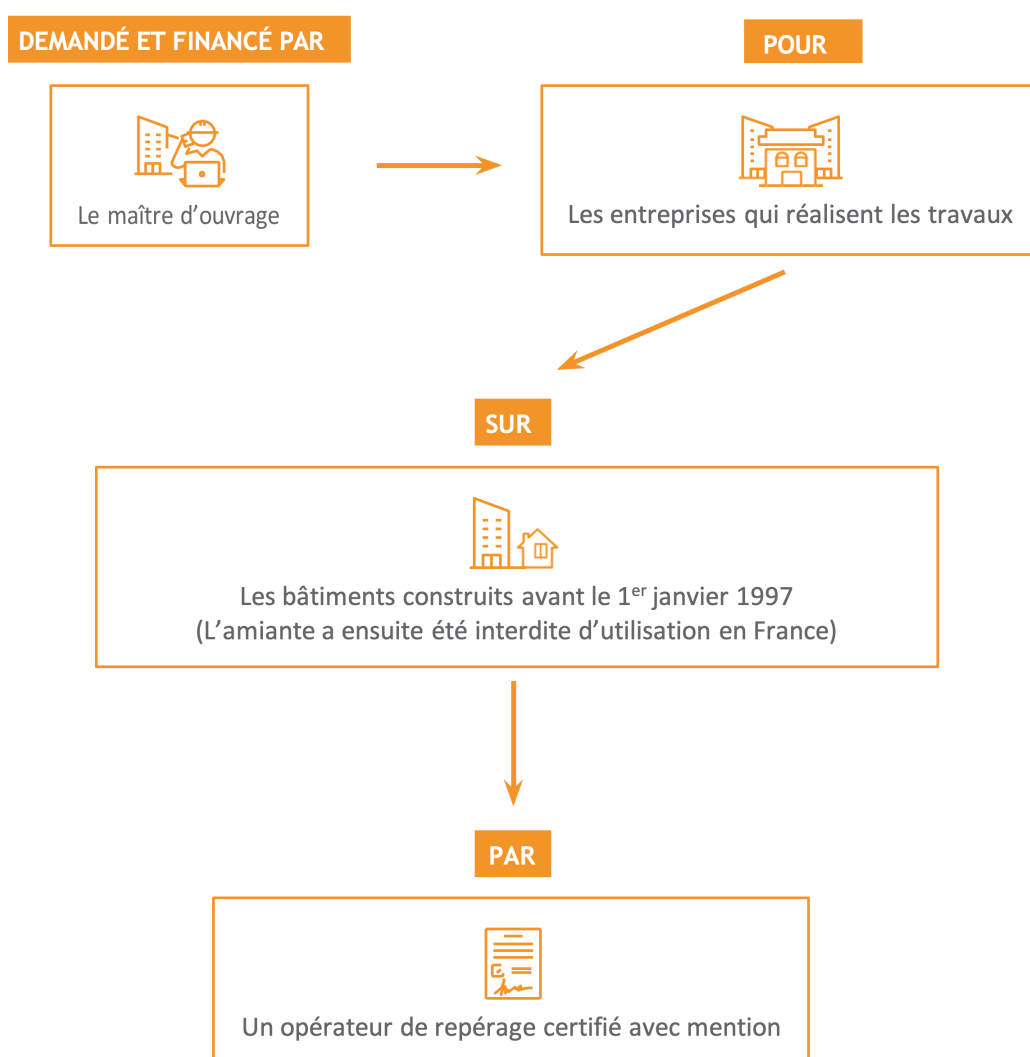 DEMANDÉ ET FINANCÉ PAR
Le maître d’ouvrage
POUR
Les entreprises qui réalisent les travaux
SUR
Les bâtiments construits avant le 1er janvier 1997
(L’amiante a ensuite été interdite d’utilisation en France)
PAR
Un opérateur de repérage certifié avec mention